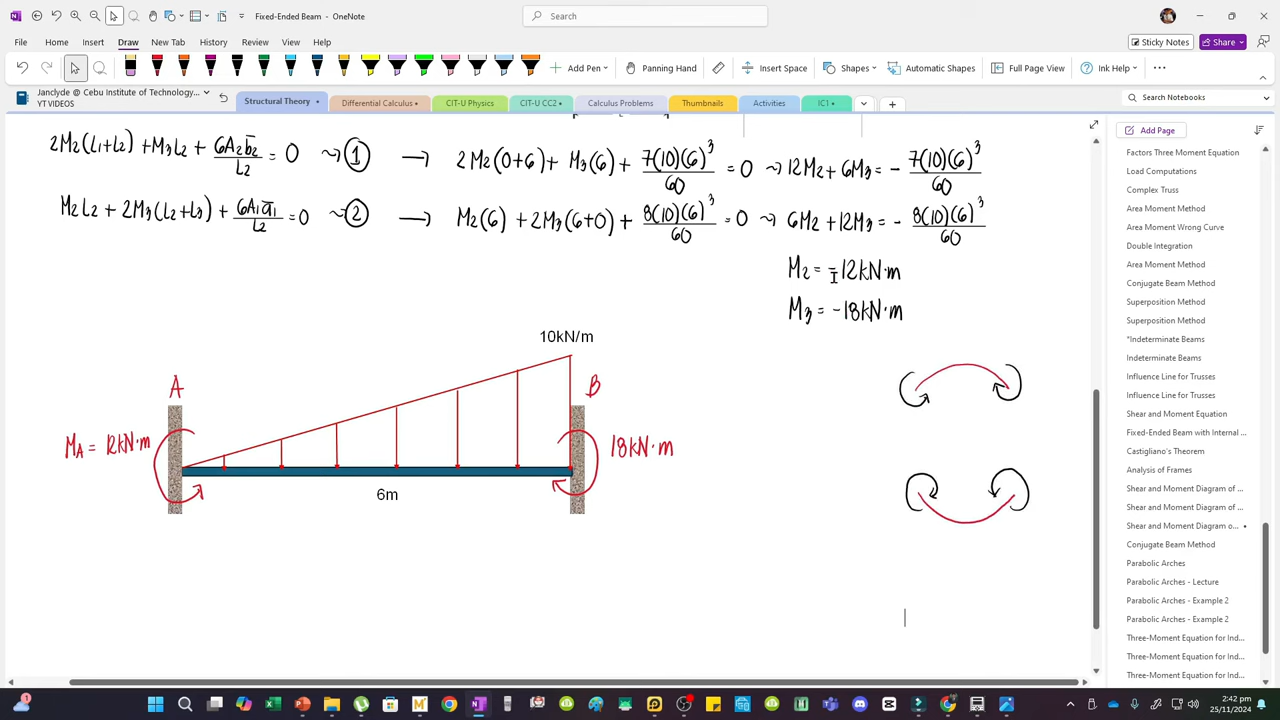 Fixed-Ended Beam - OneNote
Search
File Home Insert Draw New Tab History Review View Help
Sticky Notes Share
Add Pen Panning Hand Insert Space Shapes Automatic Shapes Full Page View Ink Help
Janclyde @ Cebu Institute of Technology...
YT VIDEOS
Structural Theory Differential Calculus CIT-U Physics CIT-U CC2 Calculus Problems Thumbnails Activities IC1
Search Notebooks
2M₂(L₁+L₂) + M₃L₂ + 6A₂b̄₂/L₂ = 0 ⇝ ① → 2M₂(0+6) + M₃(6) + 7(10)(6)³/60 = 0 ⇝ 12M₂ + 6M₃ = - 7(10)(6)³/60
M₂L₂ + 2M₃(L₂+L₃) + 6A₁ā₁/L₂ = 0 ⇝ ② → M₂(6) + 2M₃(6+0) + 8(10)(6)³/60 = 0 ⇝ 6M₂ + 12M₃ = - 8(10)(6)³/60
M₂ = -12kN·m
M₃ = -18kN·m
10kN/m
A
B
M_A = 12kN·m
18kN·m
6m
Add Page
Factors Three Moment Equation
Load Computations
Complex Truss
Area Moment Method
Area Moment Wrong Curve
Double Integration
Area Moment Method
Conjugate Beam Method
Superposition Method
Superposition Method
*Indeterminate Beams
Indeterminate Beams
Influence Line for Trusses
Influence Line for Trusses
Shear and Moment Equation
Fixed-Ended Beam with Internal ...
Castigliano's Theorem
Analysis of Frames
Shear and Moment Diagram of ...
Shear and Moment Diagram of ...
Shear and Moment Diagram o...
Conjugate Beam Method
Parabolic Arches
Parabolic Arches - Lecture
Parabolic Arches - Example 2
Parabolic Arches - Example 2
Three-Moment Equation for Ind...
Three-Moment Equation for Ind...
Three-Moment Equation for Ind...
2:42 pm
25/11/2024